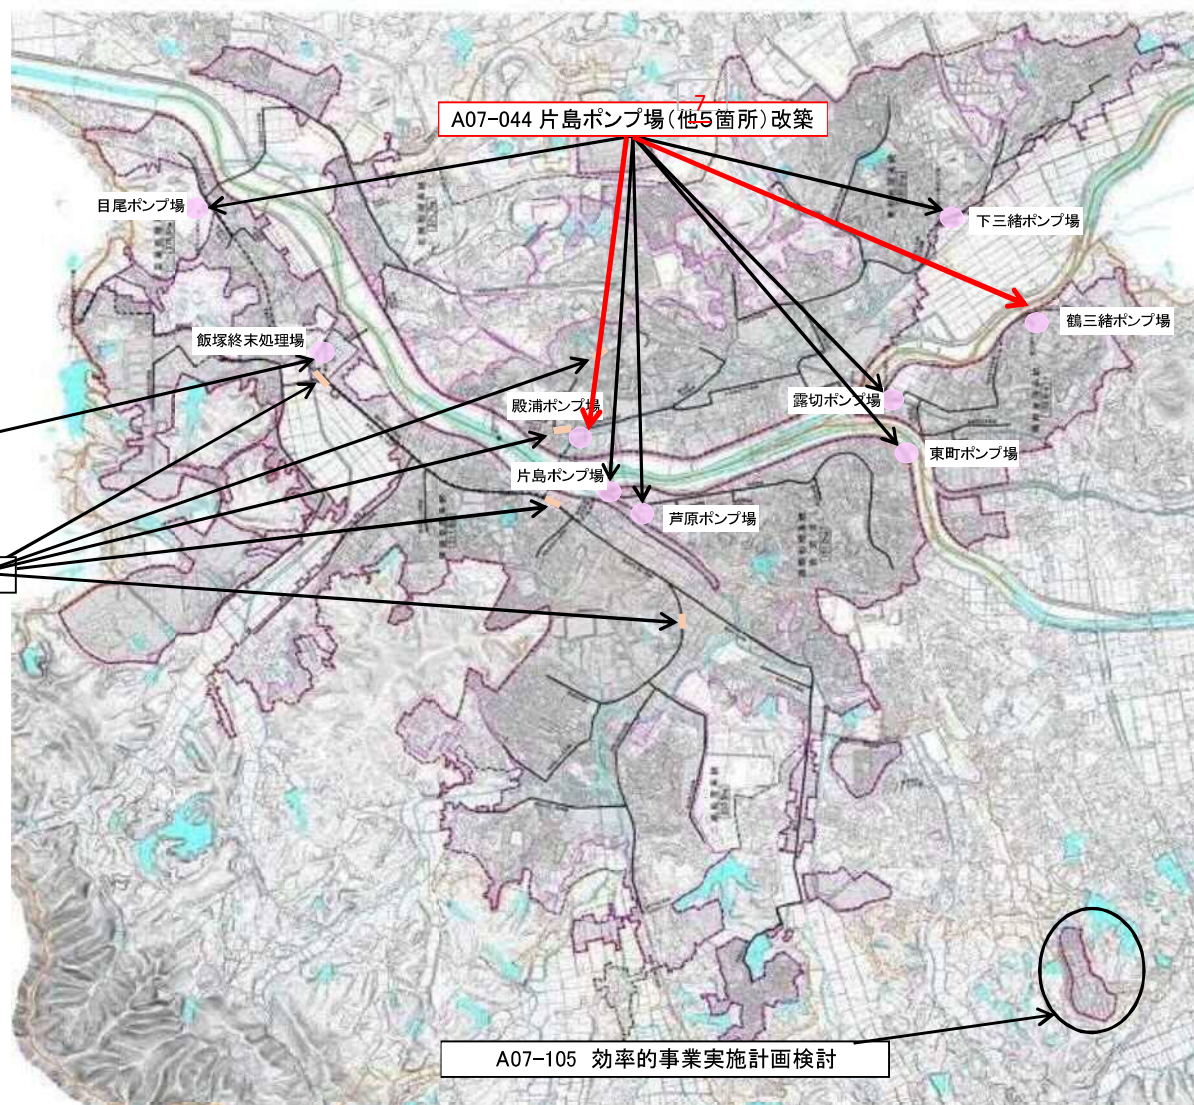 7
A07-044 片島ポンプ場(他5箇所)改築
目尾ポンプ場
下三緒ポンプ場
鶴三緒ポンプ場
飯塚終末処理場
殿浦ポンプ場
露切ポンプ場
東町ポンプ場
片島ポンプ場
芦原ポンプ場
A07-105 効率的事業実施計画検討